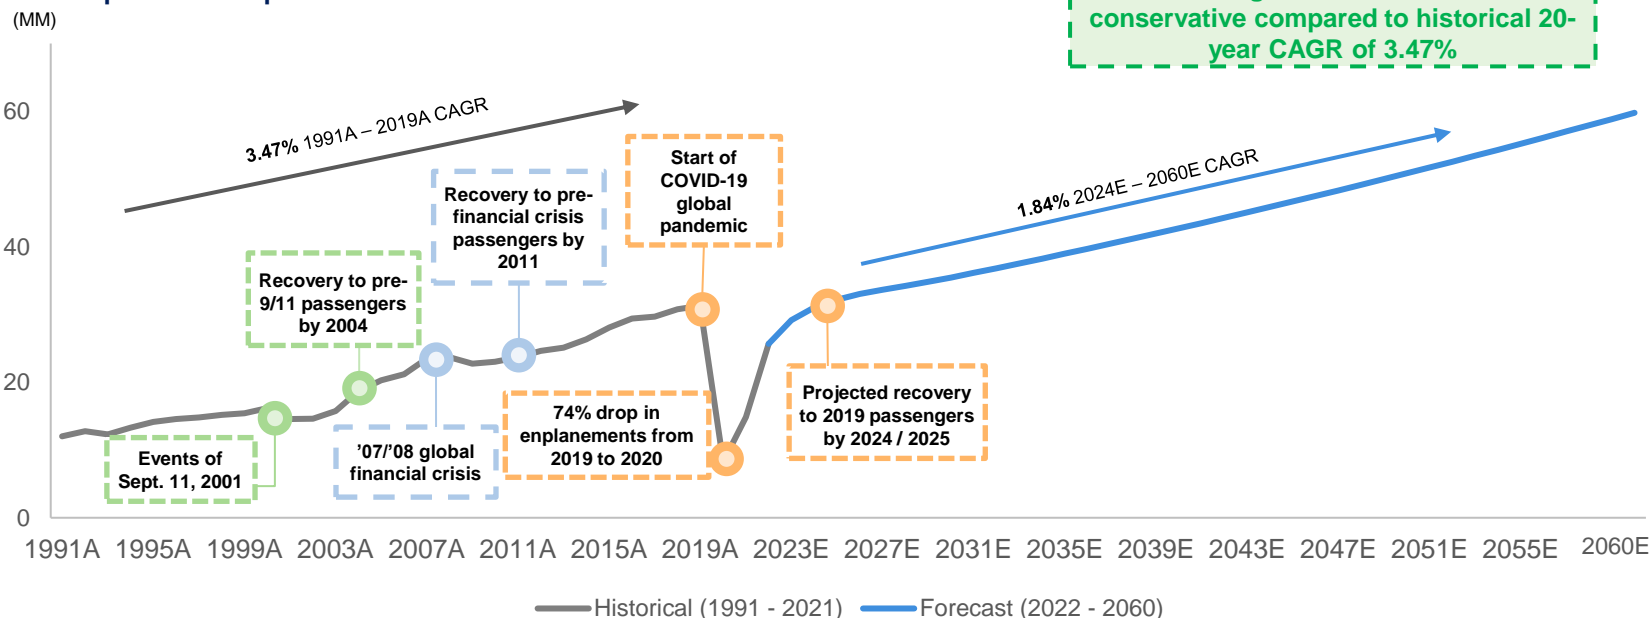 (MM)
conservative compared to historical 20-
year CAGR of 3.47%
60
40
20
0
3.47% 1991A – 2019A CAGR
1.84% 2024E – 2060E CAGR
Start of
COVID-19
global
pandemic
Recovery to pre-
financial crisis
passengers by
2011
Recovery to pre-
9/11 passengers
by 2004
Events of
Sept. 11, 2001
’07/’08 global
financial crisis
74% drop in
enplanements from
2019 to 2020
Projected recovery
to 2019 passengers
by 2024 / 2025
1991A 1995A 1999A 2003A 2007A 2011A 2015A 2019A 2023E 2027E 2031E 2035E 2039E 2043E 2047E 2051E 2055E 2060E
Historical (1991 - 2021) Forecast (2022 - 2060)